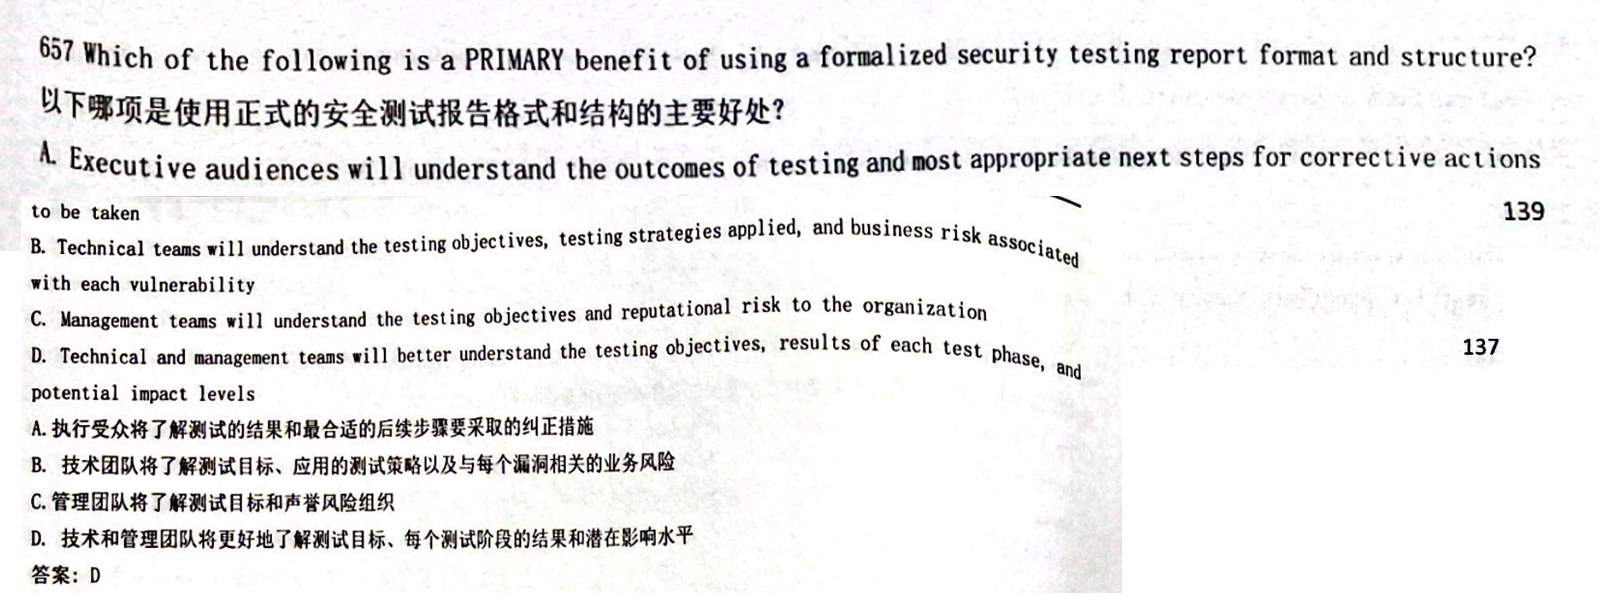 657 Which of the following is a PRIMARY benefit of using a formalized security testing report format and structure?
以下哪项是使用正式的安全测试报告格式和结构的主要好处?
A. Executive audiences will understand the outcomes of testing and most appropriate next steps for corrective actions
to be taken
139
B. Technical teams will understand the testing objectives, testing strategies applied, and business risk associated
with each vulnerability
C. Management teams will understand the testing objectives and reputational risk to the organization
D. Technical and management teams will better understand the testing objectives, results of each test phase, and
137
potential impact levels
A. 执行受众将了解测试的结果和最合适的后续步骤要采取的纠正措施
B. 技术团队将了解测试目标、应用的测试策略以及与每个漏洞相关的业务风险
C. 管理团队将了解测试目标和声誉风险组织
D. 技术和管理团队将更好地了解测试目标、每个测试阶段的结果和潜在影响水平
答案: D